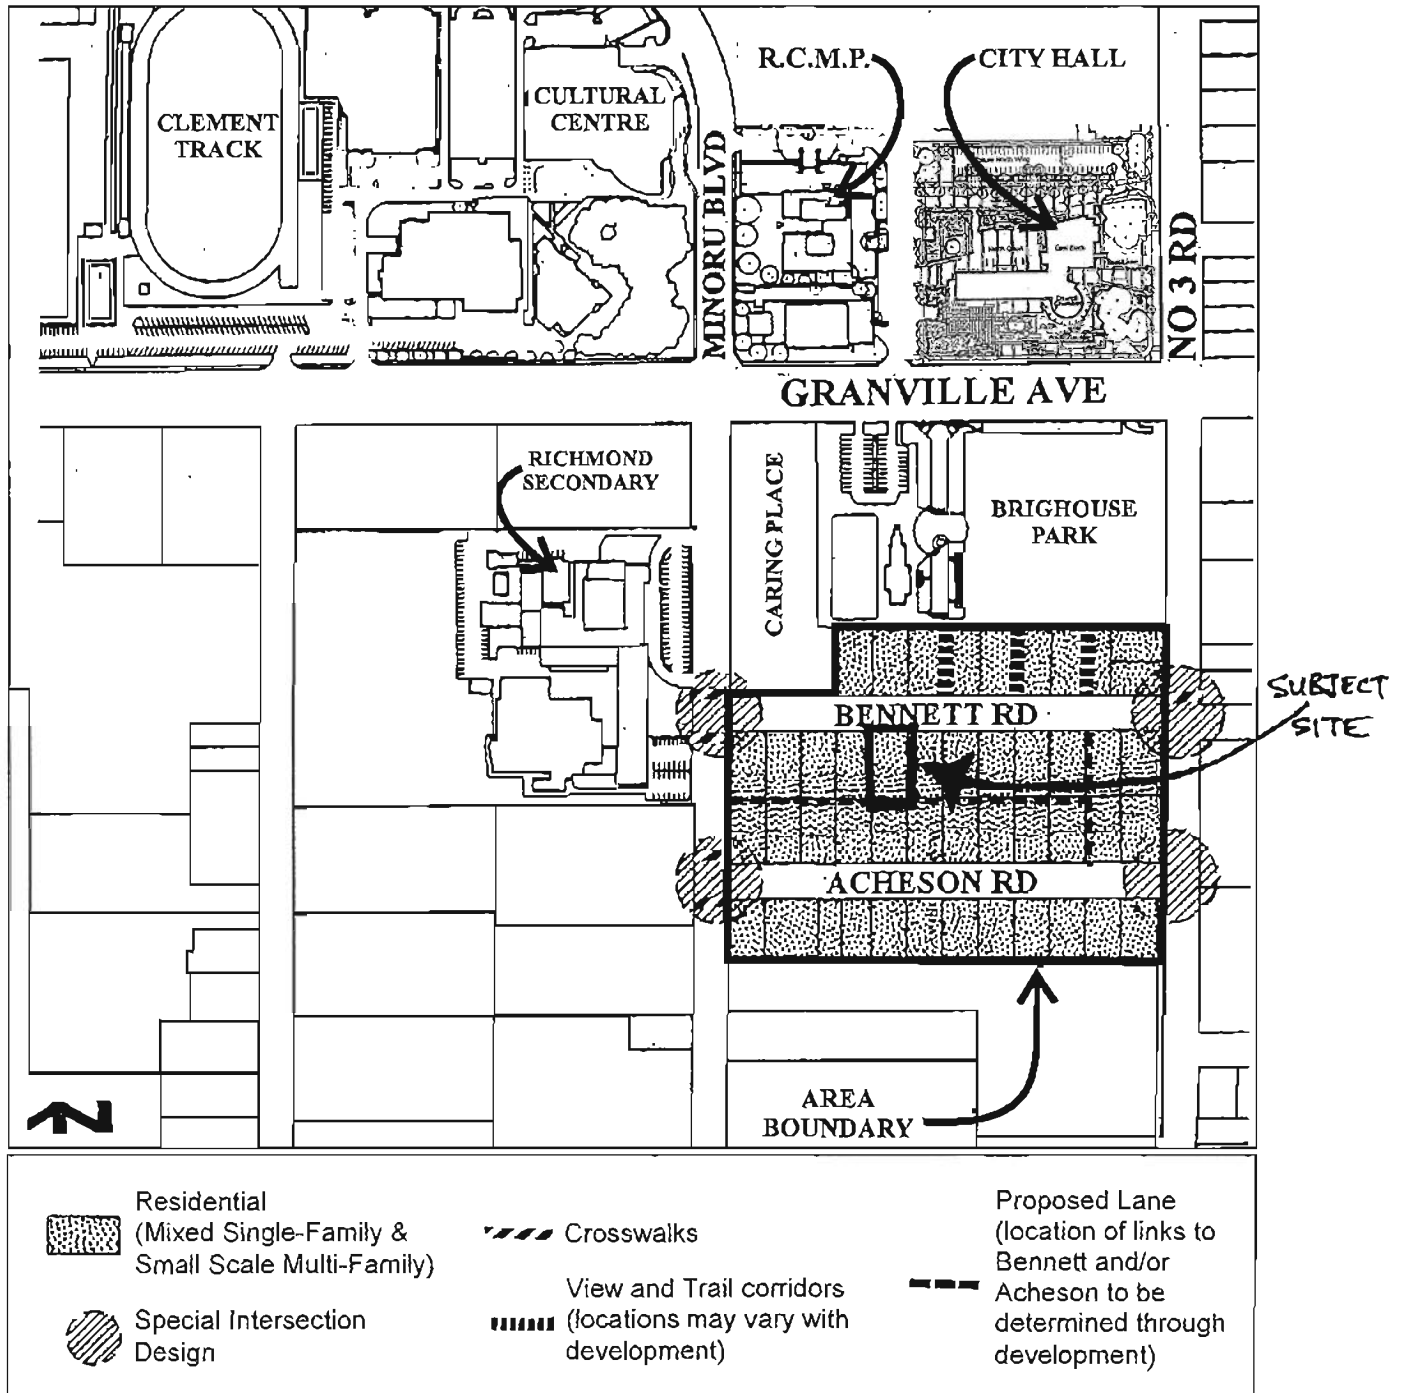 R.C.M.P.
CITY HALL
CLEMENT
TRACK
CULTURAL
CENTRE
MINORU BLVD
NO 3 RD
GRANVILLE AVE
RICHMOND
SECONDARY
CARING PLACE
BRIGHOUSE
PARK
SUBJECT
SITE
BENNETT RD
ACHESON RD
AREA
BOUNDARY
Residential
(Mixed Single-Family &
Small Scale Multi-Family)
Special Intersection
Design
Crosswalks
View and Trail corridors
(locations may vary with
development)
Proposed Lane
(location of links to
Bennett and/or
Acheson to be
determined through
development)